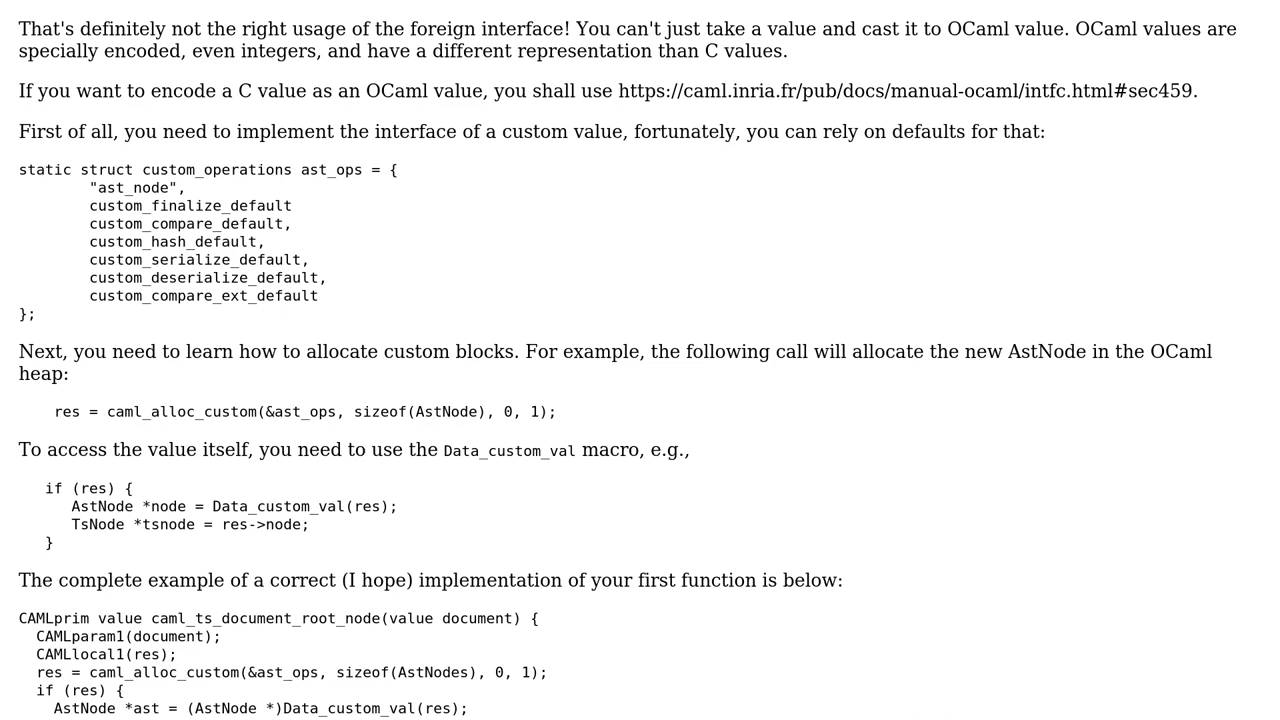 That's definitely not the right usage of the foreign interface! You can't just take a value and cast it to OCaml value. OCaml values are
specially encoded, even integers, and have a different representation than C values.
If you want to encode a C value as an OCaml value, you shall use https://caml.inria.fr/pub/docs/manual-ocaml/intfc.html#sec459.
First of all, you need to implement the interface of a custom value, fortunately, you can rely on defaults for that:
static struct custom_operations ast_ops = {
        "ast_node",
        custom_finalize_default
        custom_compare_default,
        custom_hash_default,
        custom_serialize_default,
        custom_deserialize_default,
        custom_compare_ext_default
};
Next, you need to learn how to allocate custom blocks. For example, the following call will allocate the new AstNode in the OCaml
heap:
    res = caml_alloc_custom(&ast_ops, sizeof(AstNode), 0, 1);
To access the value itself, you need to use the Data_custom_val macro, e.g.,
   if (res) {
      AstNode *node = Data_custom_val(res);
      TsNode *tsnode = res->node;
   }
The complete example of a correct (I hope) implementation of your first function is below:
CAMLprim value caml_ts_document_root_node(value document) {
  CAMLparam1(document);
  CAMLlocal1(res);
  res = caml_alloc_custom(&ast_ops, sizeof(AstNodes), 0, 1);
  if (res) {
    AstNode *ast = (AstNode *)Data_custom_val(res);